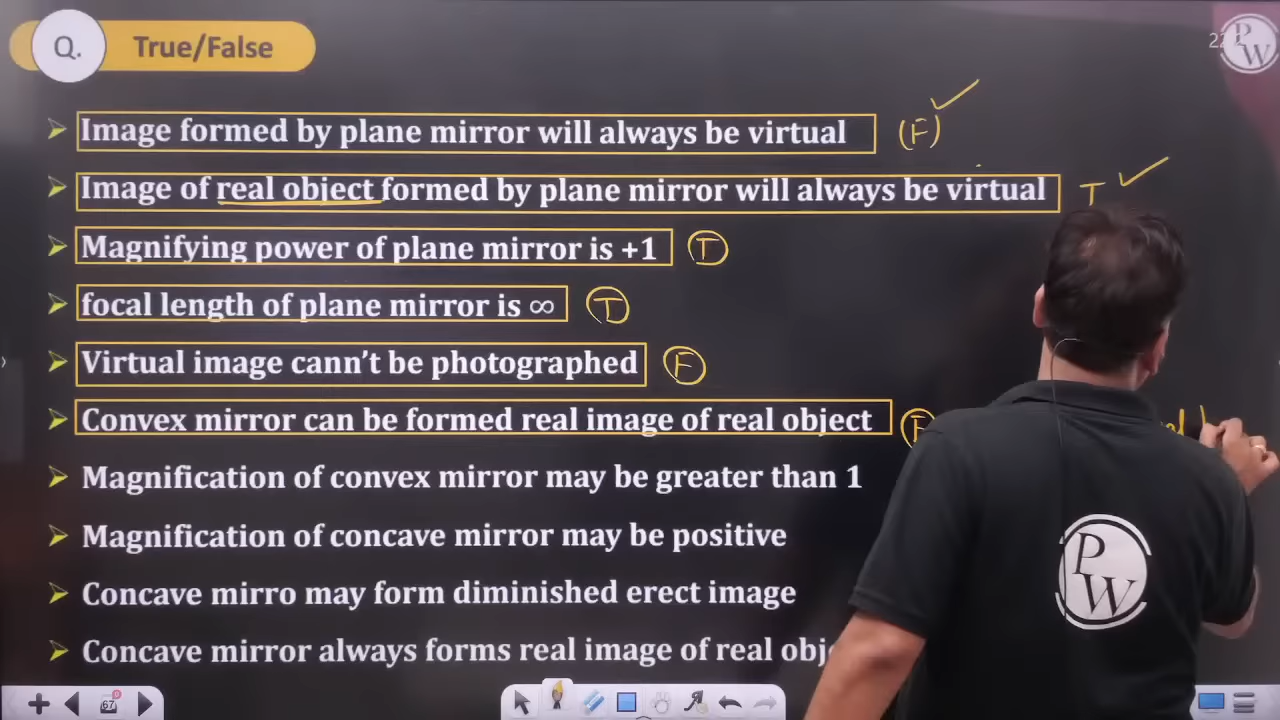 Q. True/False
22
PW
Image formed by plane mirror will always be virtual (F)
Image of real object formed by plane mirror will always be virtual T
Magnifying power of plane mirror is +1 T
focal length of plane mirror is ∞ T
Virtual image cann't be photographed F
Convex mirror can be formed real image of real object F
Magnification of convex mirror may be greater than 1
Magnification of concave mirror may be positive
Concave mirro may form diminished erect image
Concave mirror always forms real image of real
PW
67